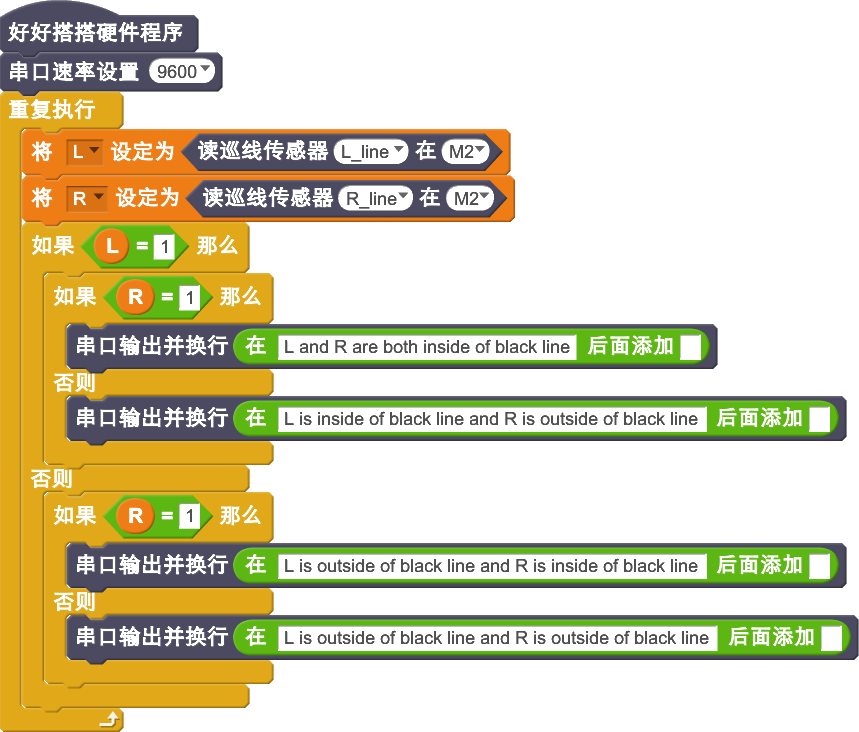 好好搭搭硬件程序
串口速率设置 9600
重复执行
将 L 设定为 读巡线传感器 L_line 在 M2
将 R 设定为 读巡线传感器 R_line 在 M2
如果 L = 1 那么
如果 R = 1 那么
串口输出并换行 在 L and R are both inside of black line 后面添加
否则
串口输出并换行 在 L is inside of black line and R is outside of black line 后面添加
否则
如果 R = 1 那么
串口输出并换行 在 L is outside of black line and R is inside of black line 后面添加
否则
串口输出并换行 在 L is outside of black line and R is outside of black line 后面添加